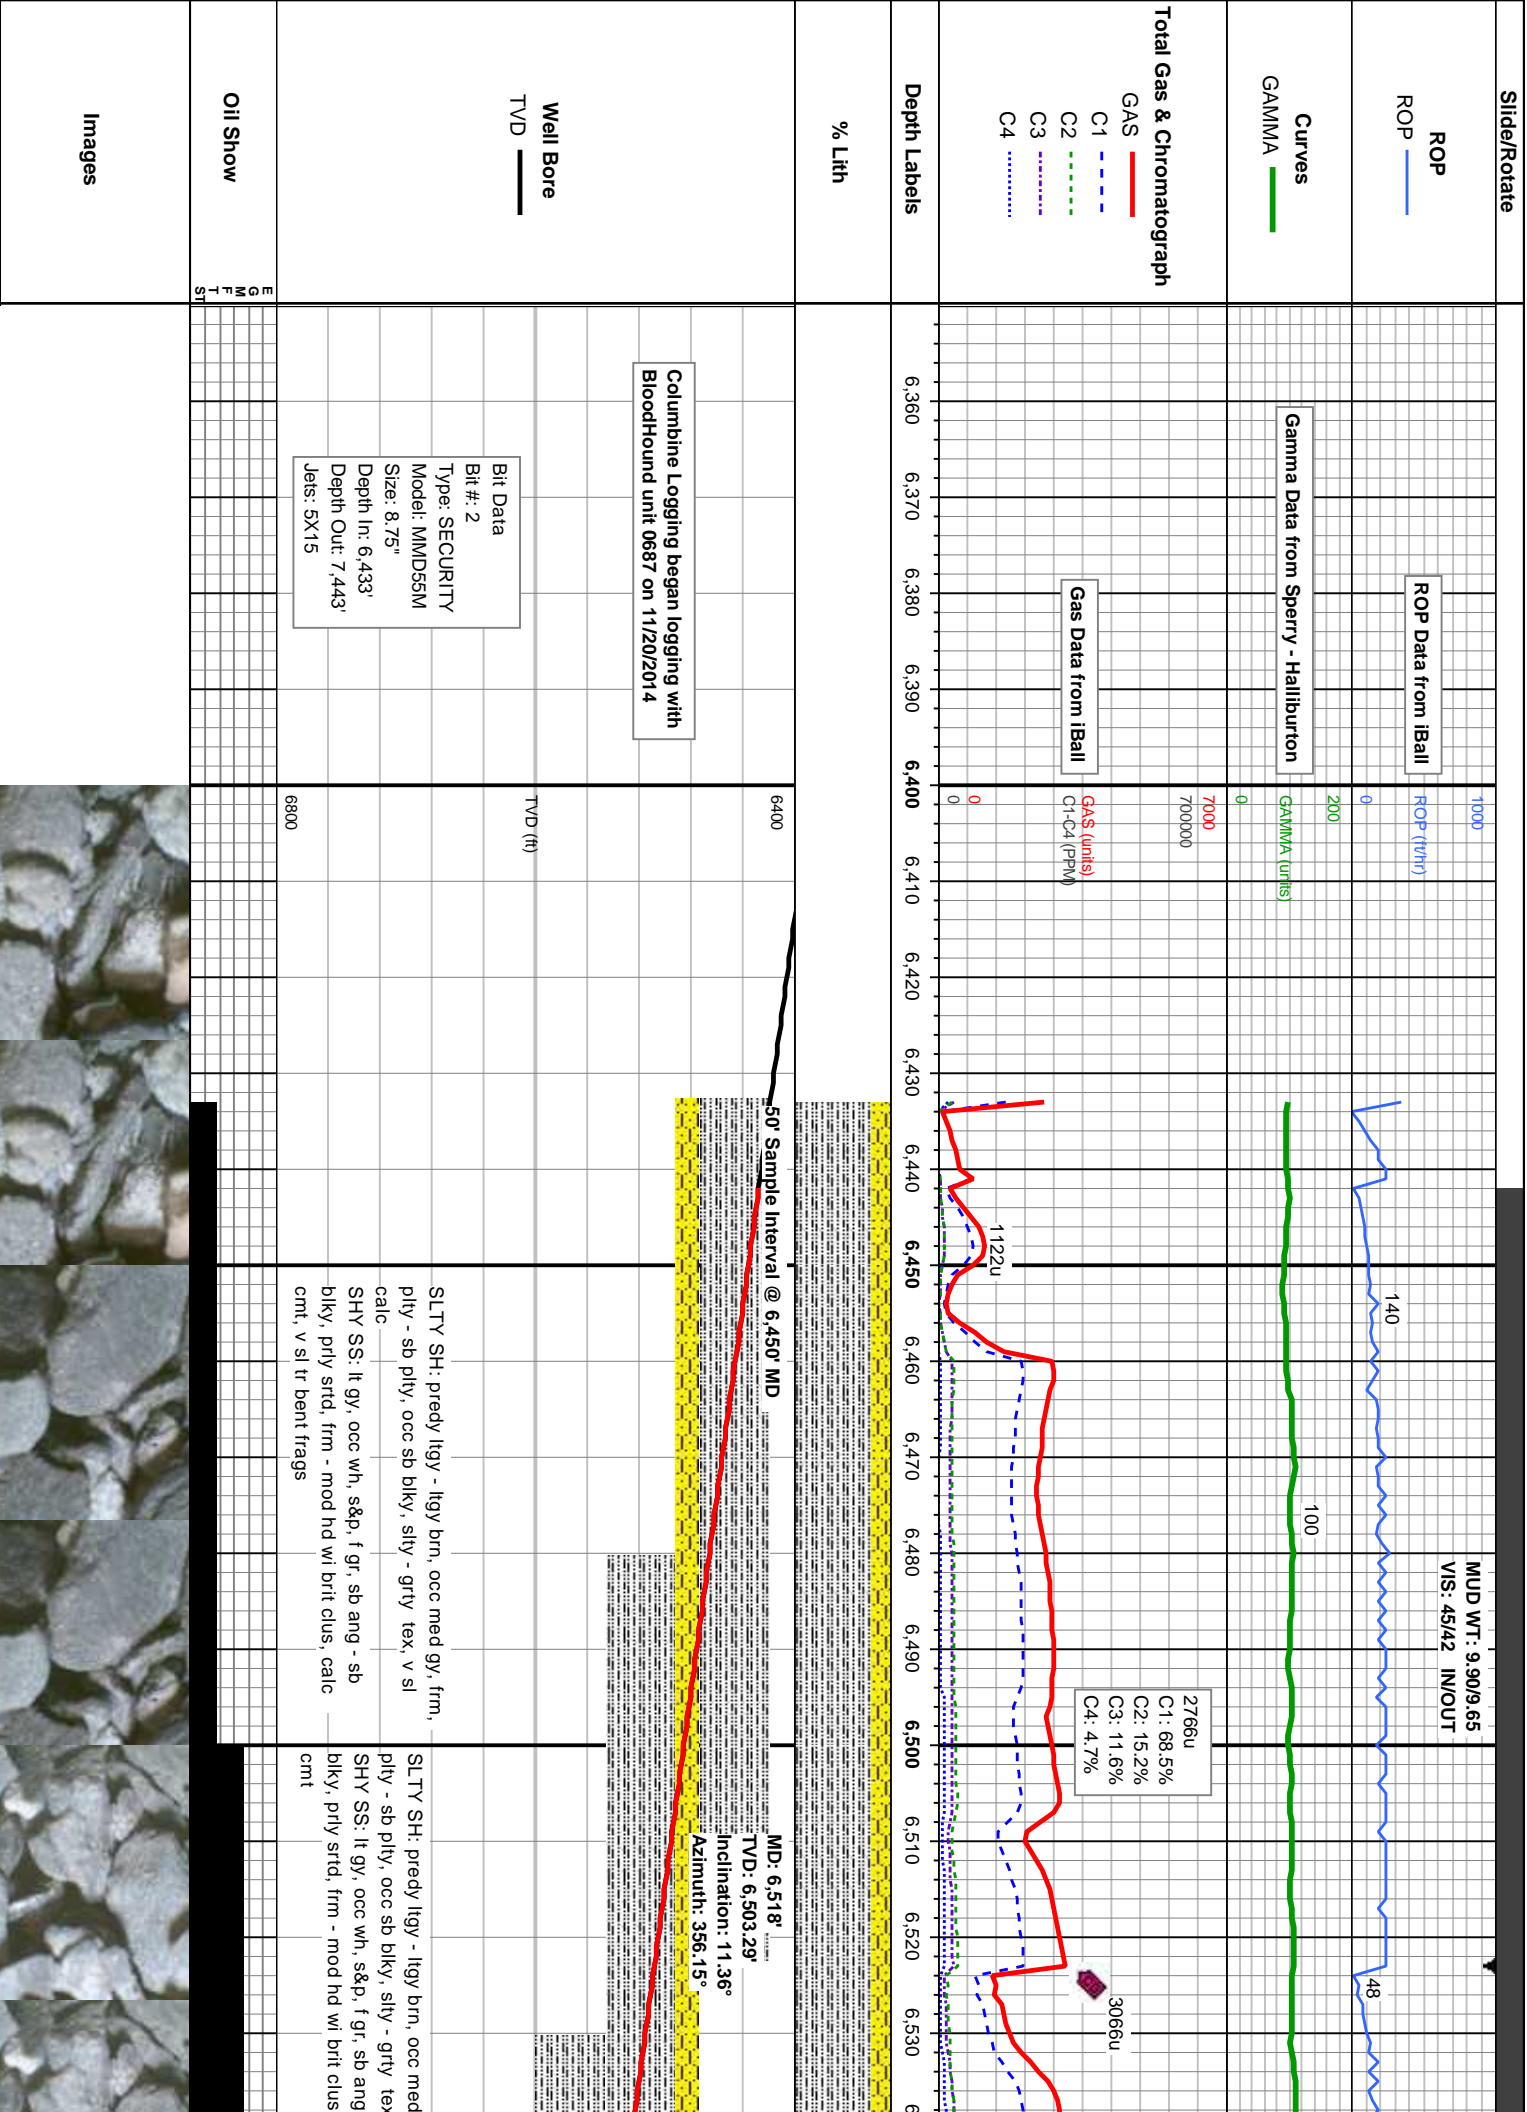 Slide/Rotate
ROP
ROP
Curves
GAMMA
Total Gas & Chromatograph
GAS
C1
C2
C3
C4
Depth Labels
% Lith
Well Bore
TVD
Oil Show
E
G
M
F
T
ST
Images
ROP Data from iBall
1000
ROP (ft/hr)
0
140
MUD WT: 9.90/9.65
VIS: 45/42 IN/OUT
48
Gamma Data from Sperry - Halliburton
200
GAMMA (units)
0
100
Gas Data from iBall
7000
700000
GAS (units)
C1-C4 (PPM)
0
0
1122u
2766u
C1: 68.5%
C2: 15.2%
C3: 11.6%
C4: 4.7%
3066u
6,360
6,370
6,380
6,390
6,400
6,410
6,420
6,430
6,440
6,450
6,460
6,470
6,480
6,490
6,500
6,510
6,520
6,530
6
Columbine Logging began logging with
BloodHound unit 0687 on 11/20/2014
Bit Data
Bit #: 2
Type: SECURITY
Model: MMD55M
Size: 8.75"
Depth In: 6,433'
Depth Out: 7,443'
Jets: 5X15
6400
TVD (ft)
6800
50' Sample Interval @ 6,450' MD
SLTY SH: predy ltgy - ltgy brn, occ med gy, frm,
plty - sb plty, occ sb blky, slty - grty tex, v sl
calc
SHY SS: lt gy, occ wh, s&p, f gr, sb ang - sb
blky, prly srtd, frm - mod hd wi brit clus, calc
cmt, v sl tr bent frags
MD: 6,518'
TVD: 6,503.29'
Inclination: 11.36°
Azimuth: 356.15°
SLTY SH: predy ltgy - ltgy brn, occ med
plty - sb plty, occ sb blky, slty - grty tex
SHY SS: lt gy, occ wh, s&p, f gr, sb ang
blky, prly srtd, frm - mod hd wi brit clus
cmt